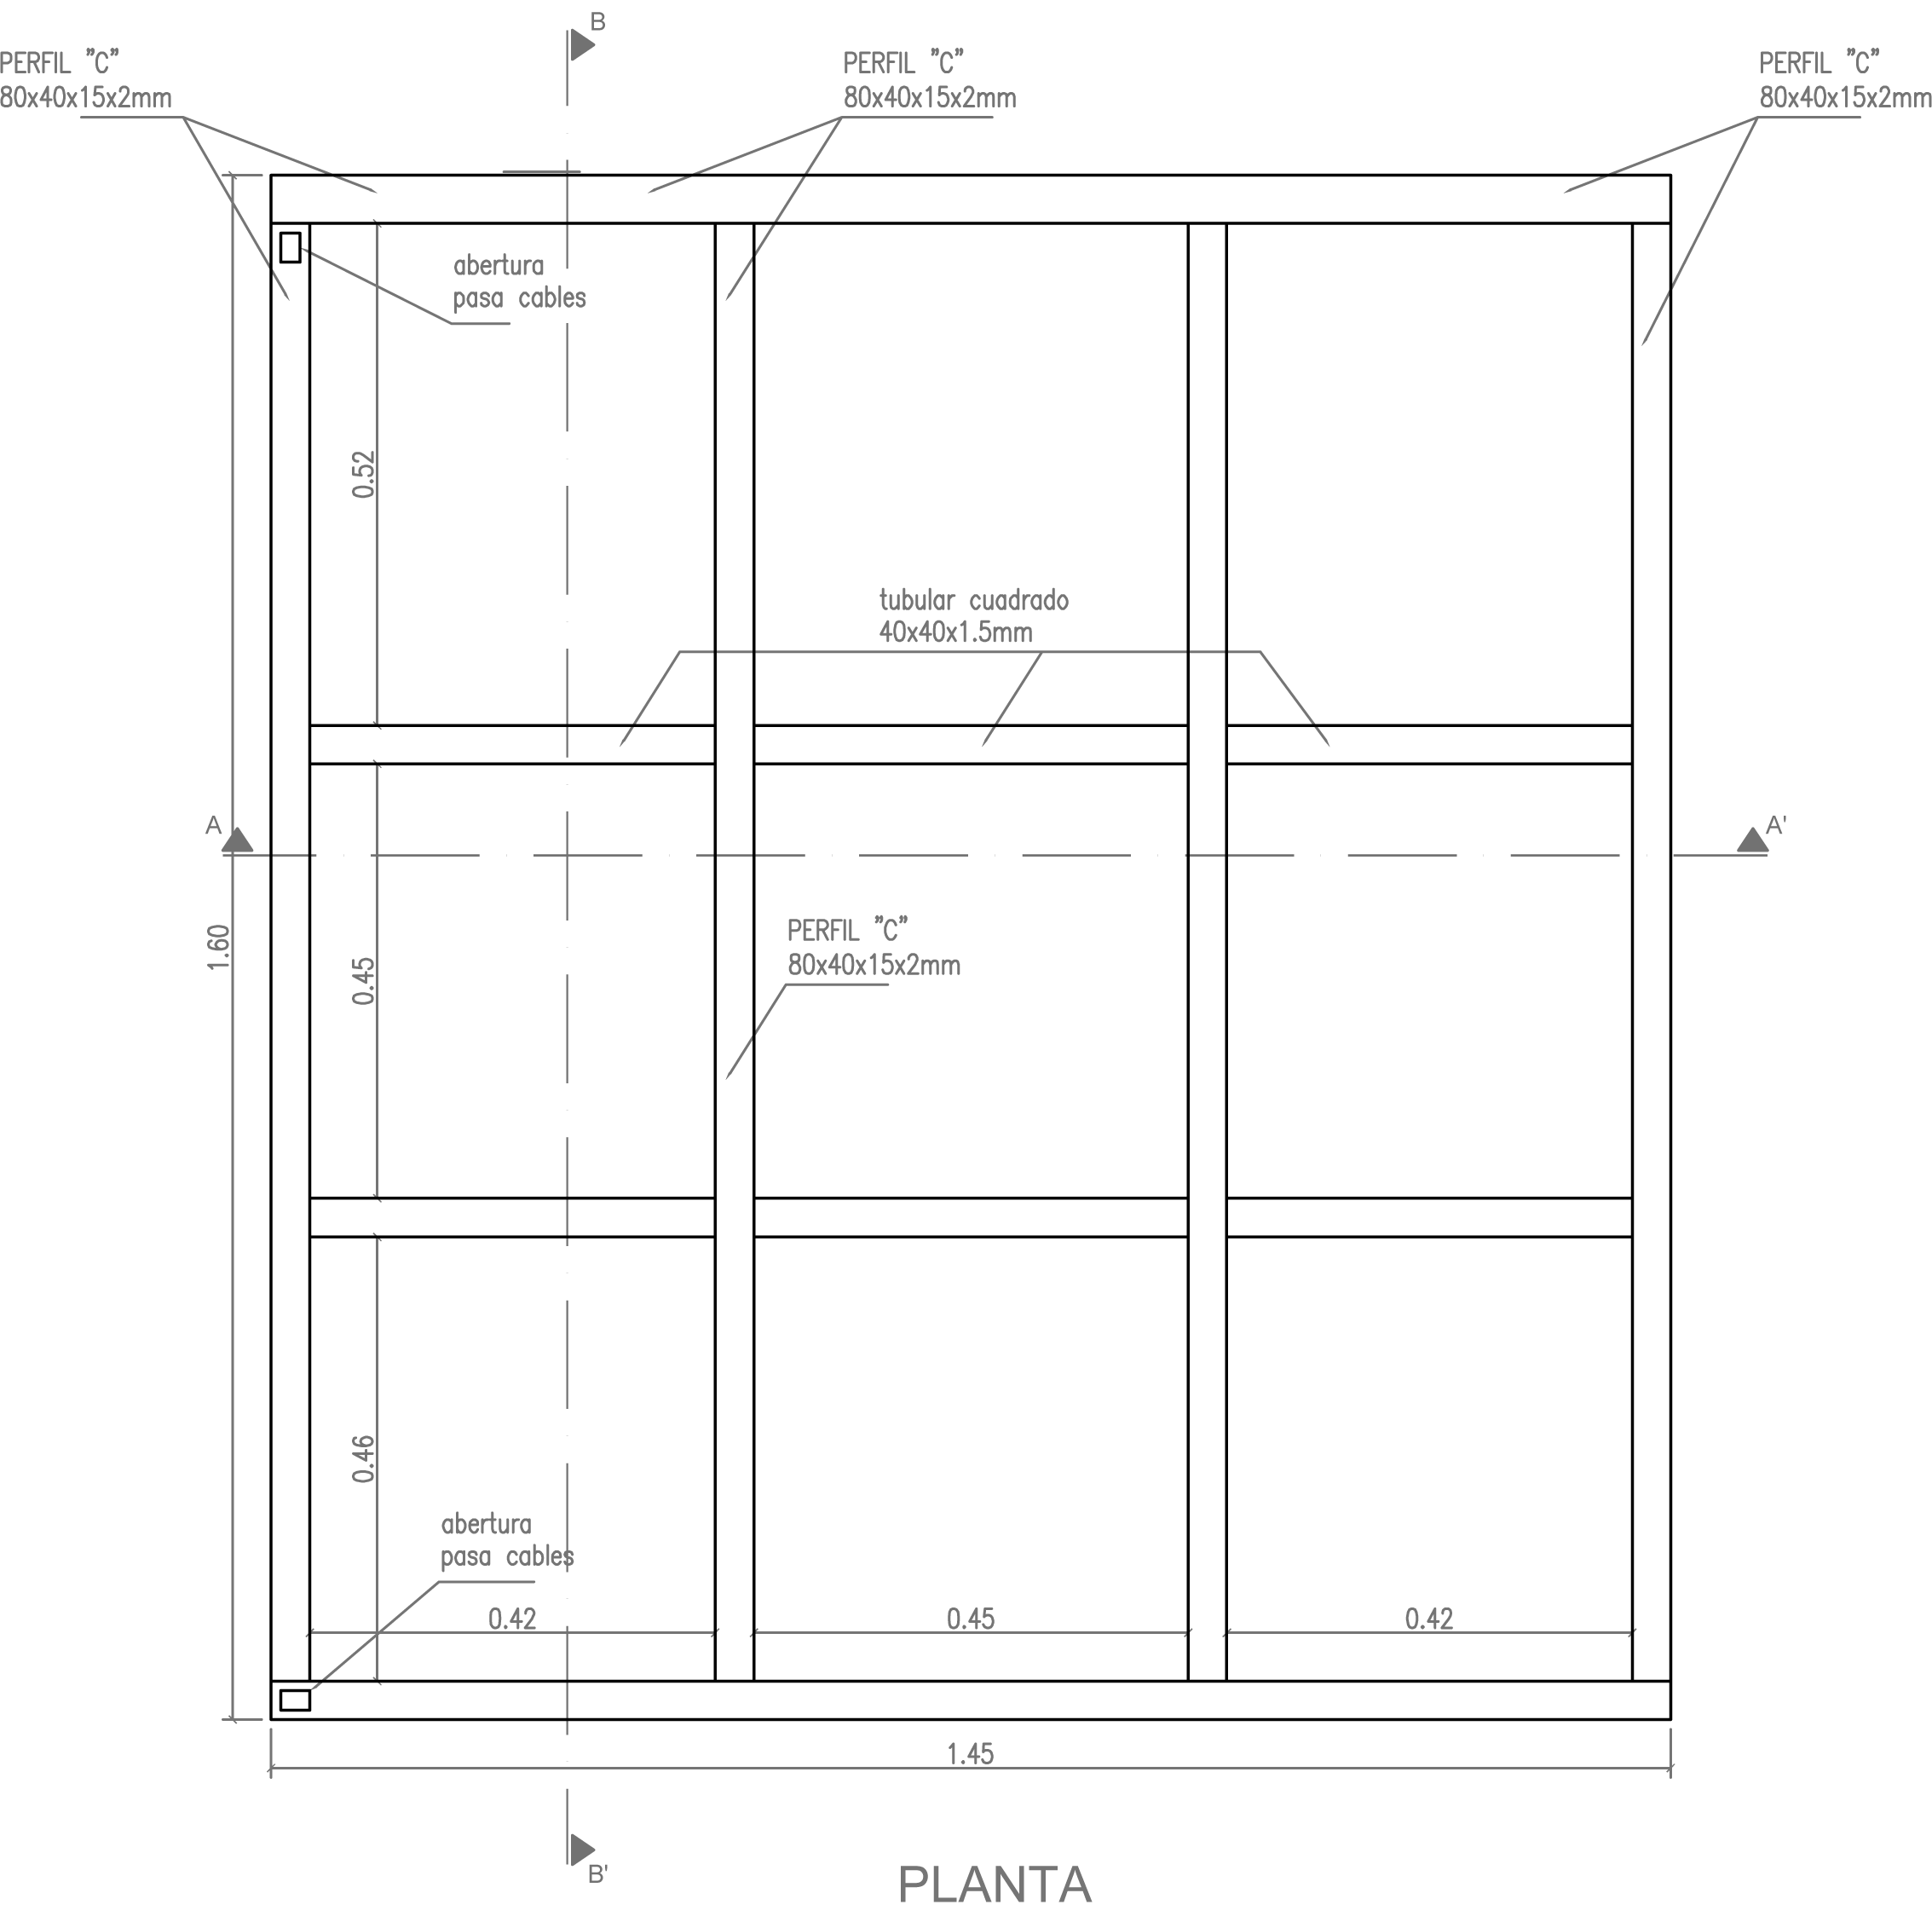 B
PERFIL "C"
80x40x15x2mm
PERFIL "C"
80x40x15x2mm
PERFIL "C"
80x40x15x2mm
abertura
pasa cables
0.52
tubular cuadrado
40x40x1.5mm
A
A'
PERFIL "C"
80x40x15x2mm
1.60
0.45
0.46
abertura
pasa cables
0.42
0.45
0.42
1.45
B'
PLANTA